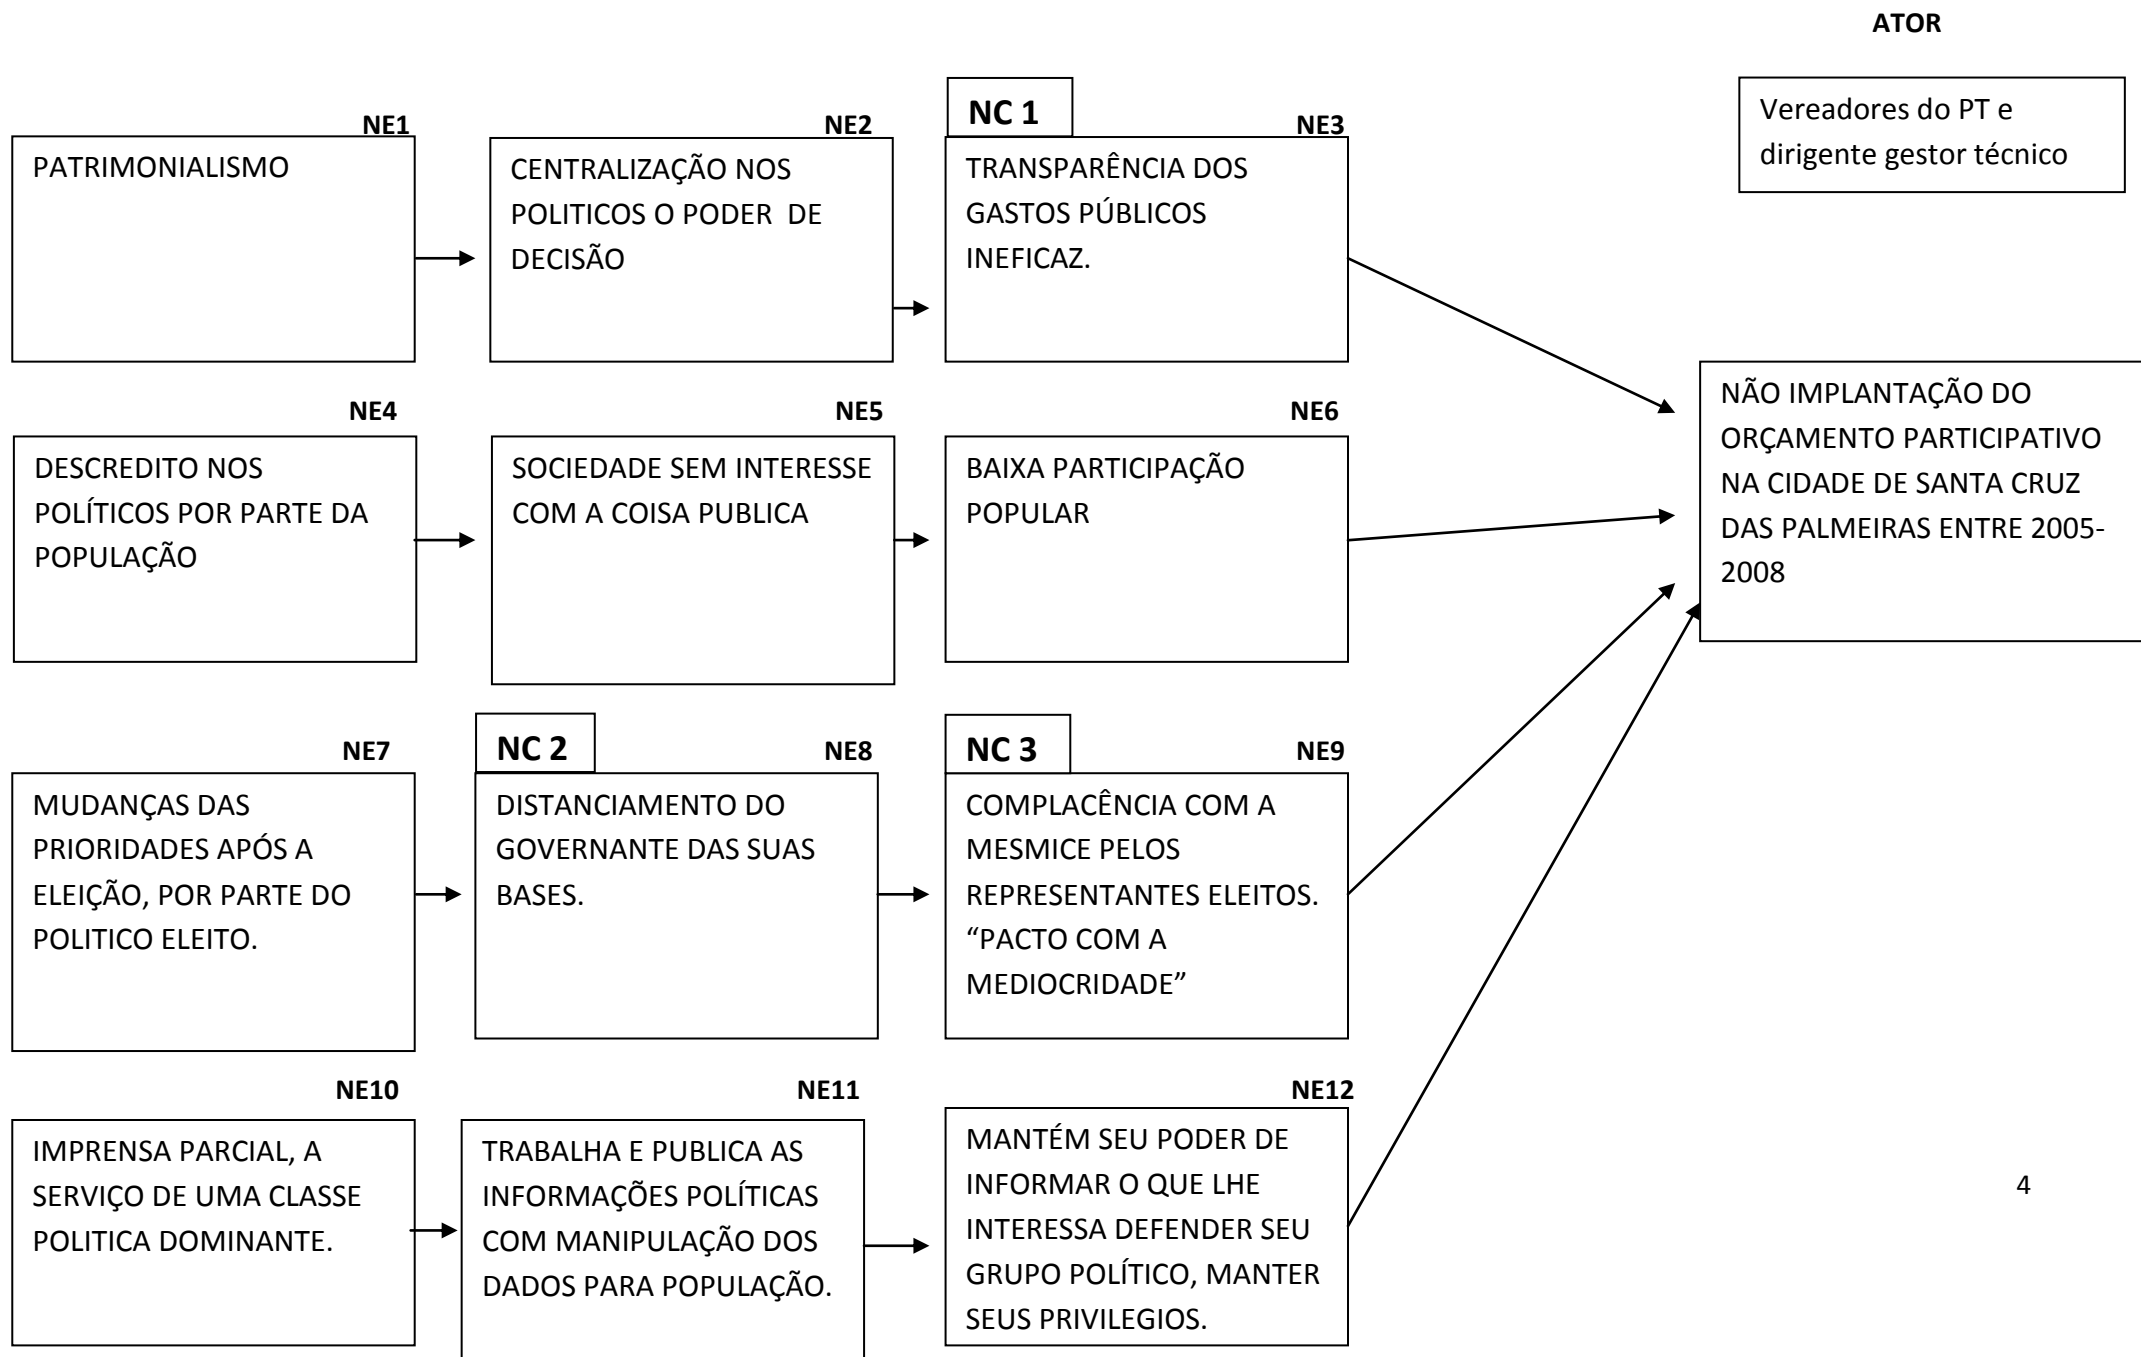 ATOR
Vereadores do PT e
dirigente gestor técnico
NE1
PATRIMONIALISMO
NE2
CENTRALIZAÇÃO NOS
POLITICOS O PODER DE
DECISÃO
NC 1
NE3
TRANSPARÊNCIA DOS
GASTOS PÚBLICOS
INEFICAZ.
NE4
DESCREDITO NOS
POLÍTICOS POR PARTE DA
POPULAÇÃO
NE5
SOCIEDADE SEM INTERESSE
COM A COISA PUBLICA
NE6
BAIXA PARTICIPAÇÃO
POPULAR
NÃO IMPLANTAÇÃO DO
ORÇAMENTO PARTICIPATIVO
NA CIDADE DE SANTA CRUZ
DAS PALMEIRAS ENTRE 2005-
2008
NE7
MUDANÇAS DAS
PRIORIDADES APÓS A
ELEIÇÃO, POR PARTE DO
POLITICO ELEITO.
NC 2
NE8
DISTANCIAMENTO DO
GOVERNANTE DAS SUAS
BASES.
NC 3
NE9
COMPLACÊNCIA COM A
MESMICE PELOS
REPRESENTANTES ELEITOS.
“PACTO COM A
MEDIOCRIDADE”
NE10
IMPRENSA PARCIAL, A
SERVIÇO DE UMA CLASSE
POLITICA DOMINANTE.
NE11
TRABALHA E PUBLICA AS
INFORMAÇÕES POLÍTICAS
COM MANIPULAÇÃO DOS
DADOS PARA POPULAÇÃO.
NE12
MANTÉM SEU PODER DE
INFORMAR O QUE LHE
INTERESSA DEFENDER SEU
GRUPO POLÍTICO, MANTER
SEUS PRIVILEGIOS.
4